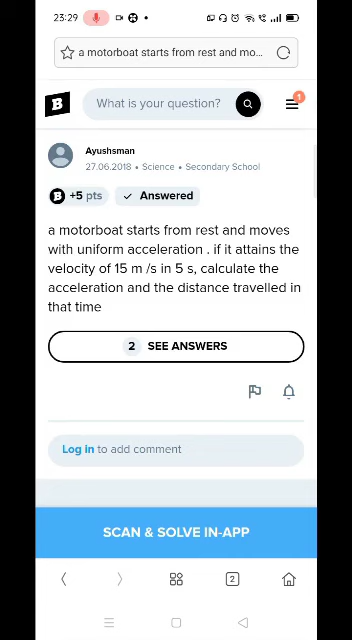 23:29
a motorboat starts from rest and mo...
B
What is your question?
1
Ayushsman
27.06.2018 • Science • Secondary School
B +5 pts
Answered
a motorboat starts from rest and moves
with uniform acceleration . if it attains the
velocity of 15 m /s in 5 s, calculate the
acceleration and the distance travelled in
that time
2 SEE ANSWERS
Log in to add comment
SCAN & SOLVE IN-APP
2